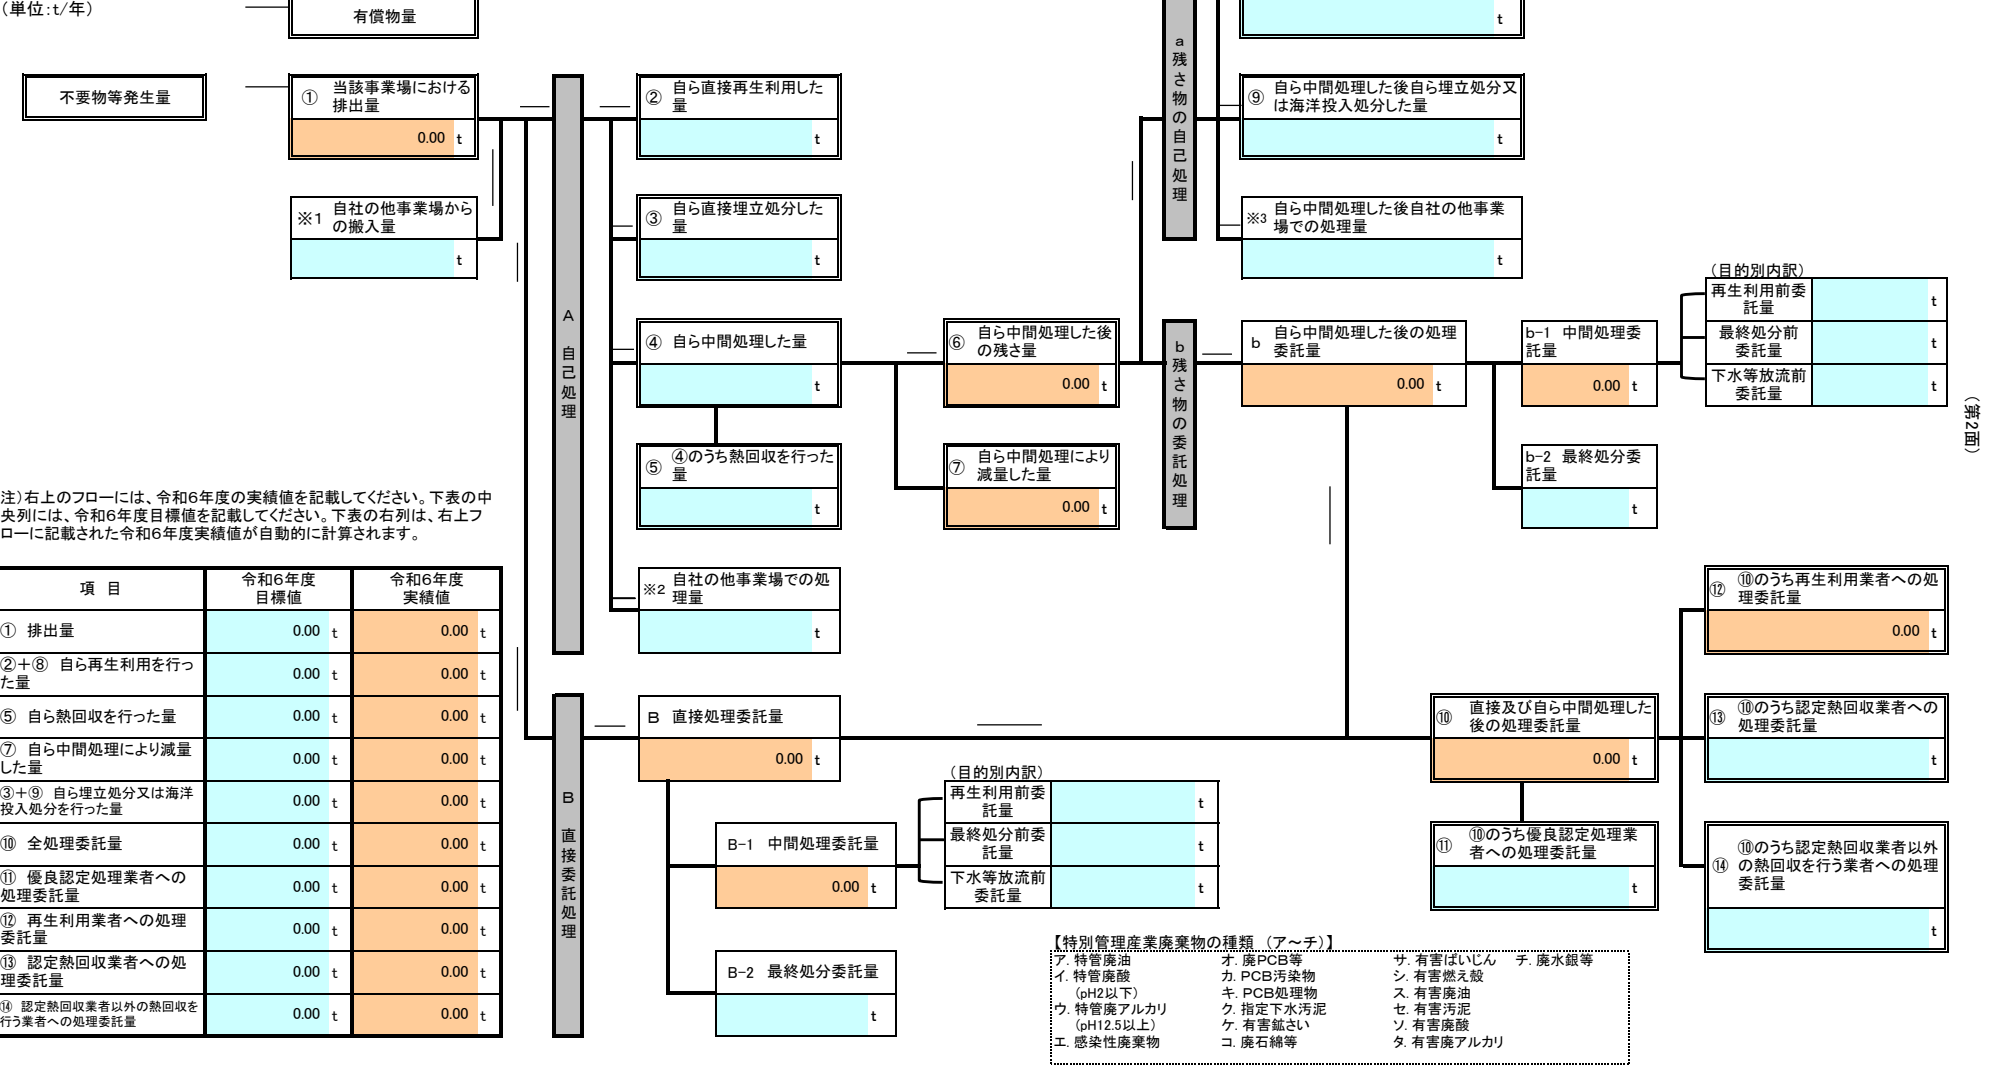 （単位:t/年）
有償物量
t
不要物等発生量
① 当該事業場における
排出量
0.00 t
※1 自社の他事業場から
の搬入量
t
A
自己処理
② 自ら直接再生利用した
量
t
③ 自ら直接埋立処分した
量
t
④ 自ら中間処理した量
t
⑤ ④のうち熱回収を行った
量
t
※2 自社の他事業場での処
理量
t
⑥ 自ら中間処理した後
の残さ量
0.00 t
⑦ 自ら中間処理により
減量した量
0.00 t
a残さ物の自己処理
⑨ 自ら中間処理した後自ら埋立処分又
は海洋投入処分した量
t
※3 自ら中間処理した後自社の他事業
場での処理量
t
b残さ物の委託処理
b 自ら中間処理した後の処理
委託量
0.00 t
b-1 中間処理委
託量
0.00 t
b-2 最終処分委
託量
t
（目的別内訳）
再生利用前委
託量
t
最終処分前
委託量
t
下水等放流前
委託量
t
（第2面）
注）右上のフローには、令和6年度の実績値を記載してください。下表の中
央列には、令和6年度目標値を記載してください。下表の右列は、右上フ
ローに記載された令和6年度実績値が自動的に計算されます。
項 目
令和6年度
目標値
令和6年度
実績値
① 排出量
0.00 t
0.00 t
②＋⑧ 自ら再生利用を行っ
た量
0.00 t
0.00 t
⑤ 自ら熱回収を行った量
0.00 t
0.00 t
⑦ 自ら中間処理により減量
した量
0.00 t
0.00 t
③＋⑨ 自ら埋立処分又は海洋
投入処分を行った量
0.00 t
0.00 t
⑩ 全処理委託量
0.00 t
0.00 t
⑪ 優良認定処理業者への
処理委託量
0.00 t
0.00 t
⑫ 再生利用業者への処理
委託量
0.00 t
0.00 t
⑬ 認定熱回収業者への処
理委託量
0.00 t
0.00 t
⑭ 認定熱回収業者以外の熱回収を
行う業者への処理委託量
0.00 t
0.00 t
B
直接委託処理
B 直接処理委託量
0.00 t
B-1 中間処理委託量
0.00 t
B-2 最終処分委託量
t
（目的別内訳）
再生利用前委
託量
t
最終処分前委
託量
t
下水等放流前
委託量
t
⑩ 直接及び自ら中間処理した
後の処理委託量
0.00 t
⑪ ⑩のうち優良認定処理業
者への処理委託量
t
⑫ ⑩のうち再生利用業者への処
理委託量
0.00 t
⑬ ⑩のうち認定熱回収業者への
処理委託量
t
⑭ ⑩のうち認定熱回収業者以外
の熱回収を行う業者への処理
委託量
t
【特別管理産業廃棄物の種類 （ア～チ）】
ア. 特管廃油
イ. 特管廃酸
（pH2以下）
ウ. 特管廃アルカリ
（pH12.5以上）
エ. 感染性廃棄物
オ. 廃PCB等
カ. PCB汚染物
キ. PCB処理物
ク. 指定下水汚泥
ケ. 有害鉱さい
コ. 廃石綿等
サ. 有害ばいじん
シ. 有害燃え殻
ス. 有害廃油
セ. 有害汚泥
ソ. 有害廃酸
タ. 有害廃アルカリ
チ. 廃水銀等